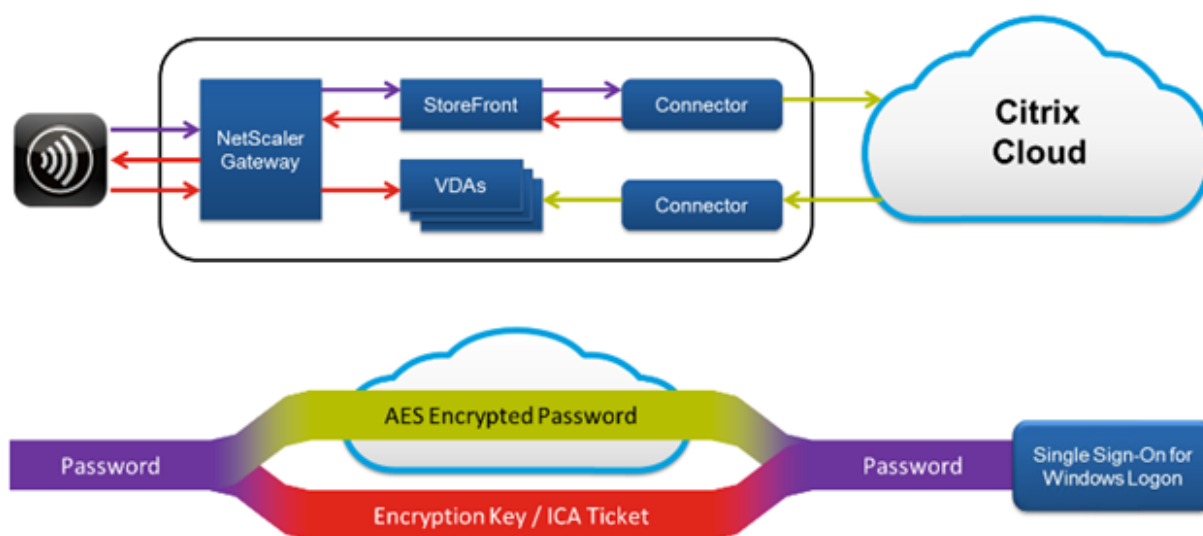 NetScaler
Gateway
StoreFront
Connector
VDAs
Connector
Citrix
Cloud
Password
AES Encrypted Password
Encryption Key / ICA Ticket
Password
Single Sign-On for
Windows Logon